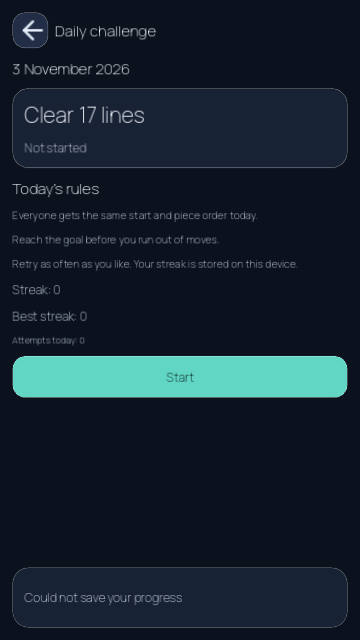 Daily challenge
3 November 2026
Clear 17 lines
Not started
Today's rules
Everyone gets the same start and piece order today.
Reach the goal before you run out of moves.
Retry as often as you like. Your streak is stored on this device.
Streak: 0
Best streak: 0
Attempts today: 0
Start
Could not save your progress